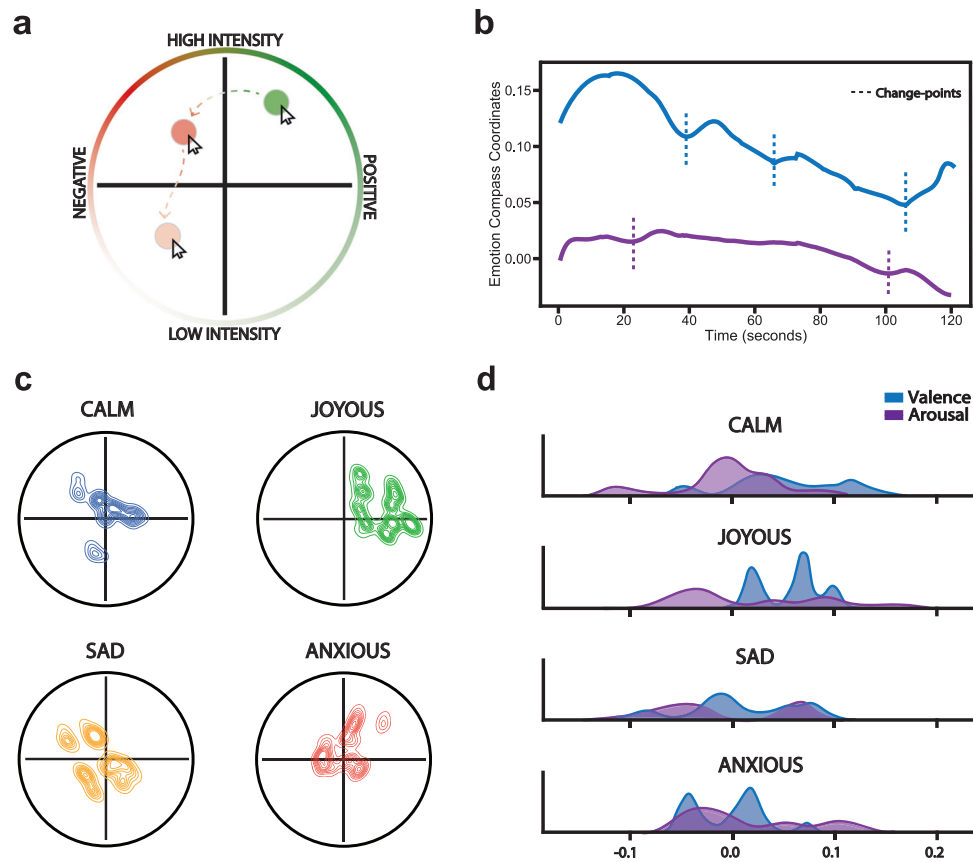 a
HIGH INTENSITY
NEGATIVE
POSITIVE
LOW INTENSITY
b
Emotion Compass Coordinates
0.15
0.10
0.05
0.00
Change-points
0 20 40 60 80 100 120
Time (seconds)
c
CALM JOYOUS
SAD ANXIOUS
d
Valence
Arousal
CALM
JOYOUS
SAD
ANXIOUS
-0.1 0.0 0.1 0.2